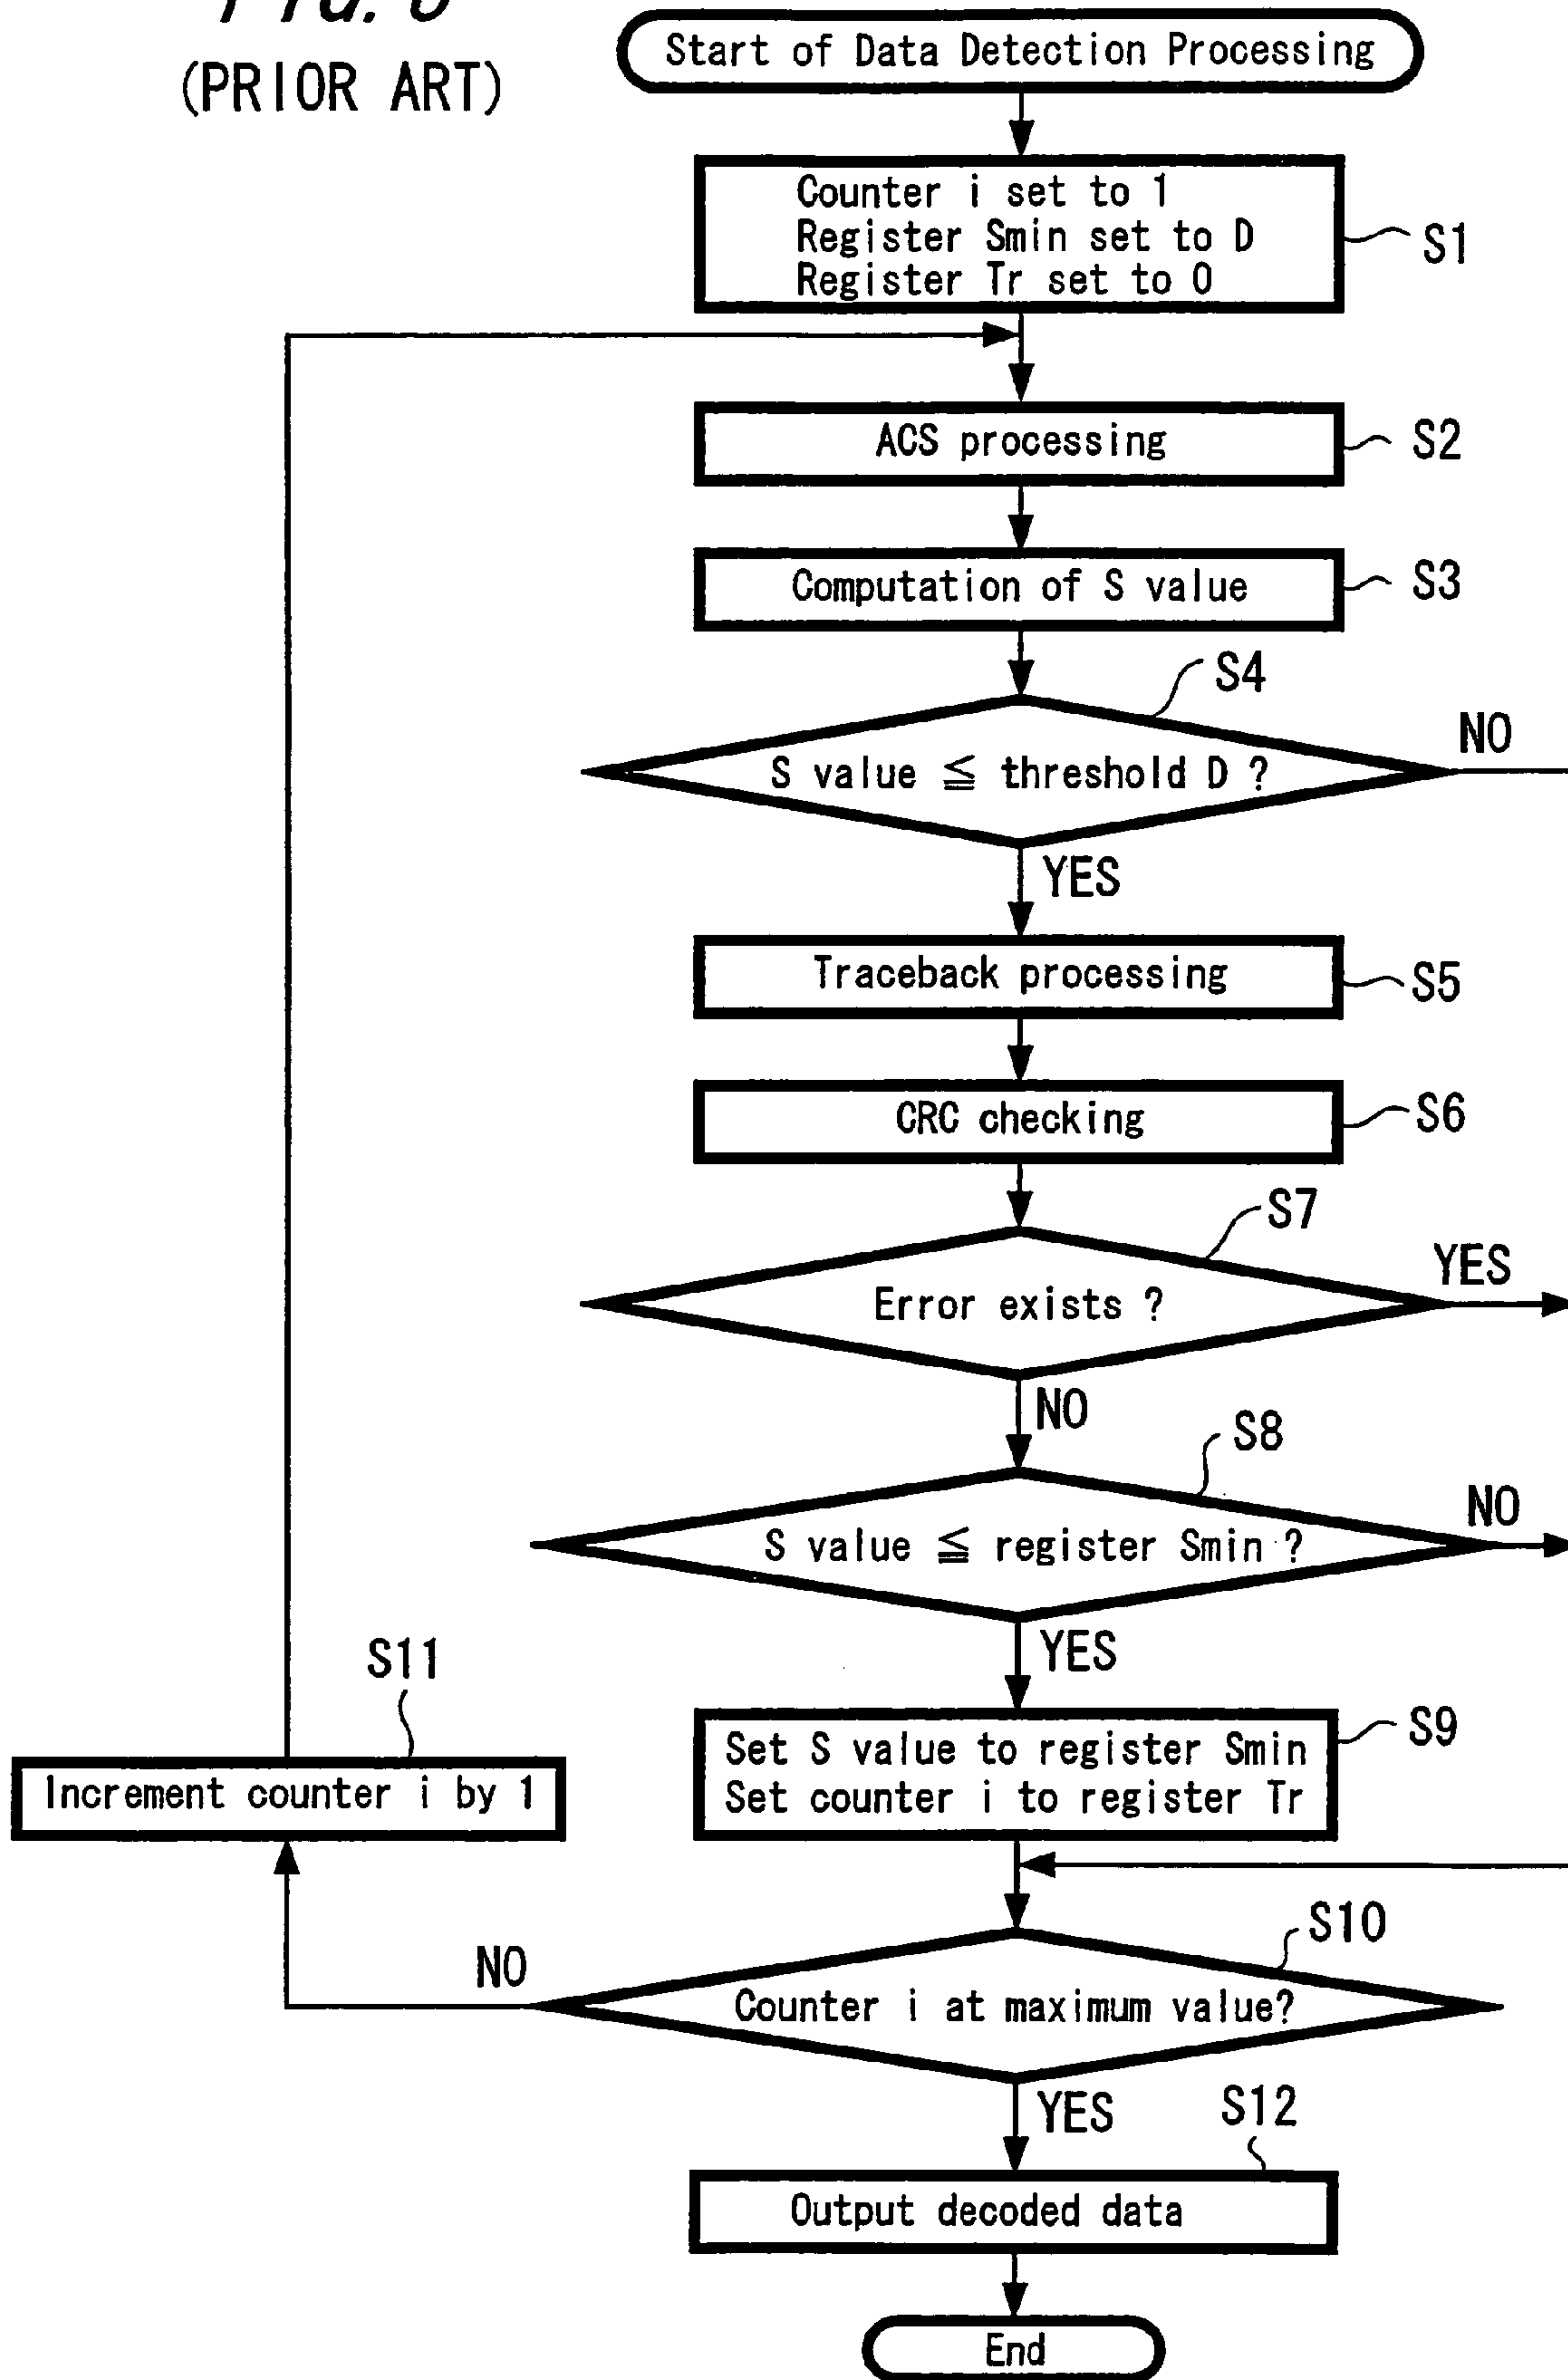 (PRIOR ART)
Start of Data Detection Processing
Counter i set to 1
Register Smin set to D
Register Tr set to 0
S1
ACS processing
S2
Computation of S value
S3
S4
S value ≦ threshold D ?
NO
YES
Traceback processing
S5
CRC checking
S6
S7
Error exists ?
YES
NO
S8
S value ≦ register Smin ?
NO
YES
S11
Increment counter i by 1
Set S value to register Smin
Set counter i to register Tr
S9
S10
Counter i at maximum value?
NO
YES
S12
Output decoded data
End